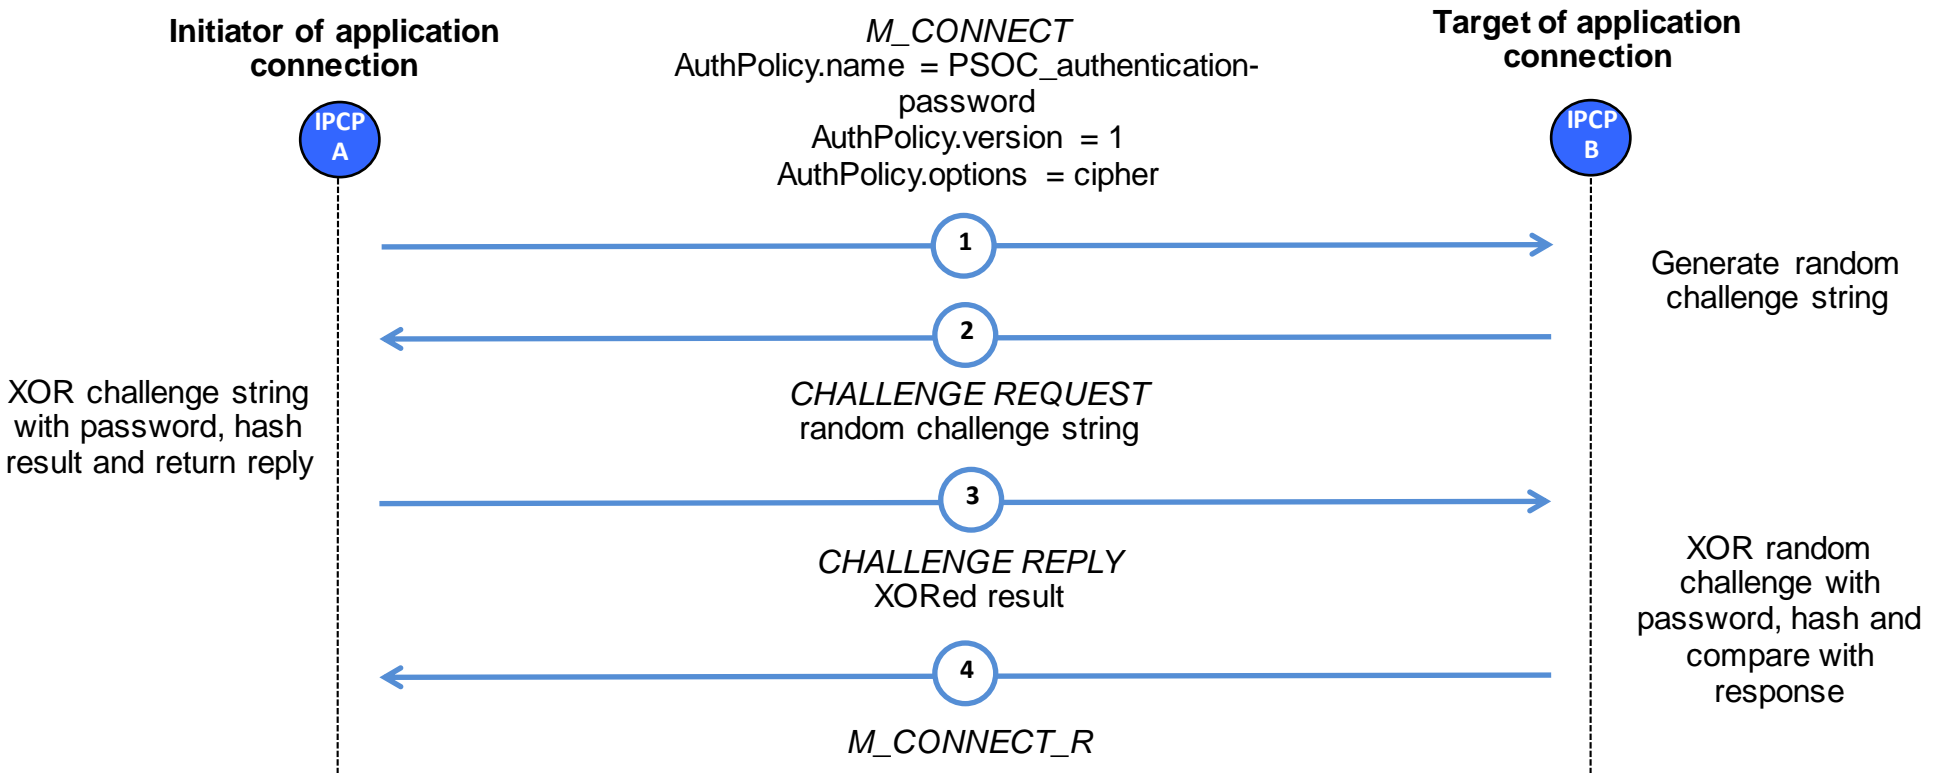 Initiator of application
connection
M_CONNECT
AuthPolicy.name = PSOC_authentication-
password
AuthPolicy.version = 1
AuthPolicy.options = cipher
Target of application
connection
IPCP
A
IPCP
B
1
Generate random
challenge string
2
CHALLENGE REQUEST
random challenge string
XOR challenge string
with password, hash
result and return reply
3
CHALLENGE REPLY
XORed result
XOR random
challenge with
password, hash and
compare with
response
4
M_CONNECT_R